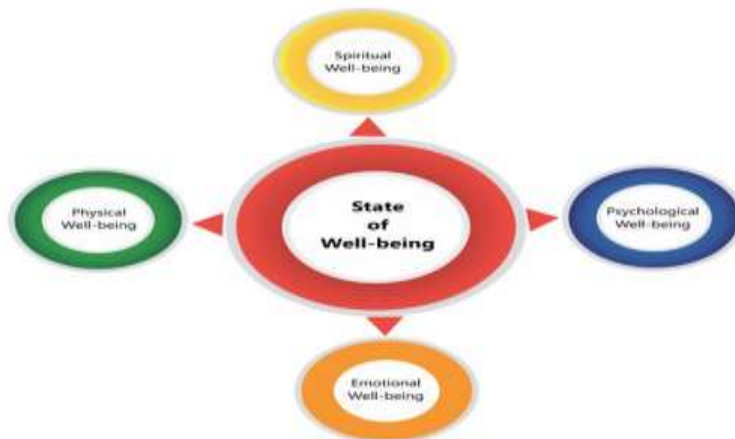 Spiritual
Well-being
Physical
Well-being
State
of
Well-being
Psychological
Well-being
Emotional
Well-being